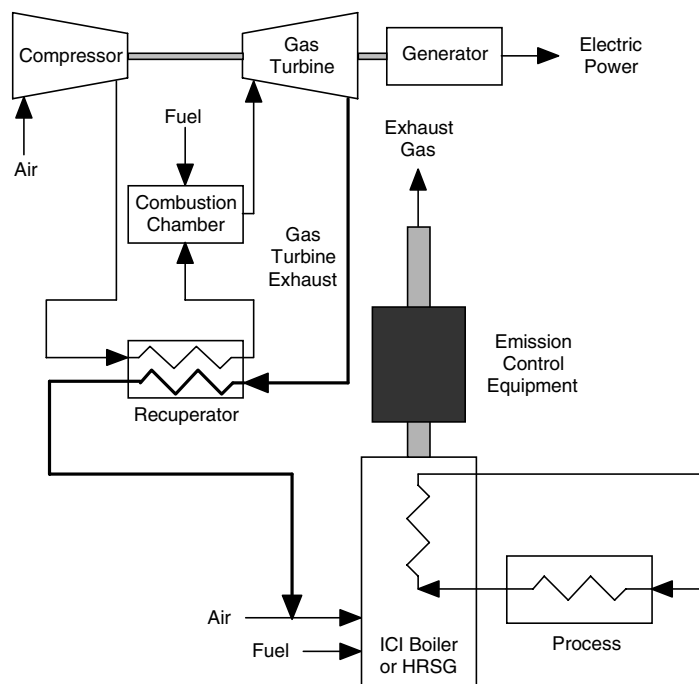 Compressor
Gas
Turbine
Generator
Electric
Power
Air
Fuel
Combustion
Chamber
Gas
Turbine
Exhaust
Exhaust
Gas
Recuperator
Emission
Control
Equipment
Air
Fuel
ICI Boiler
or HRSG
Process